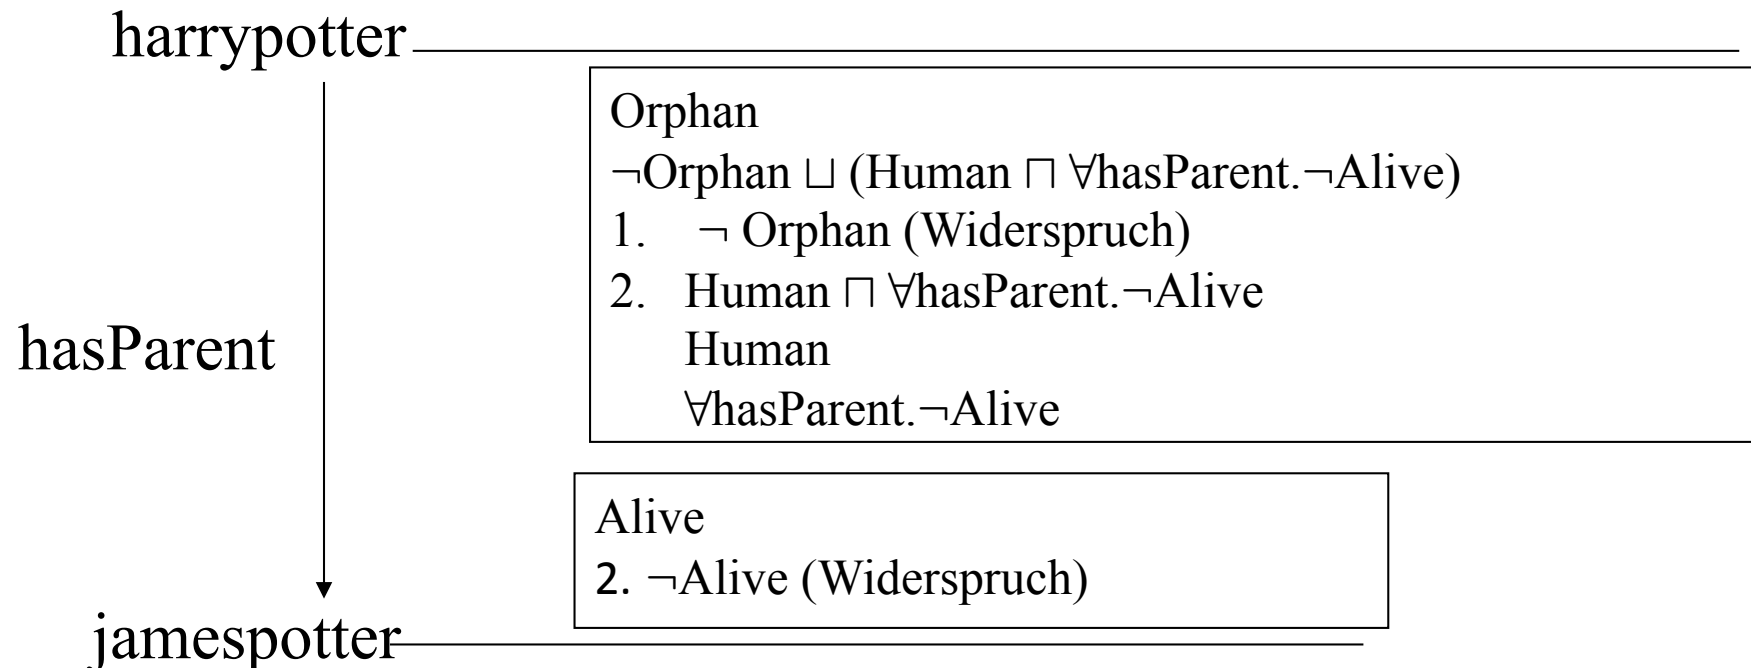 harrypotter
Orphan
¬Orphan ⊔ (Human ⊓ ∀hasParent.¬Alive)
1. ¬ Orphan (Widerspruch)
2. Human ⊓ ∀hasParent.¬Alive
Human
∀hasParent.¬Alive
hasParent
Alive
2. ¬Alive (Widerspruch)
jamespotter